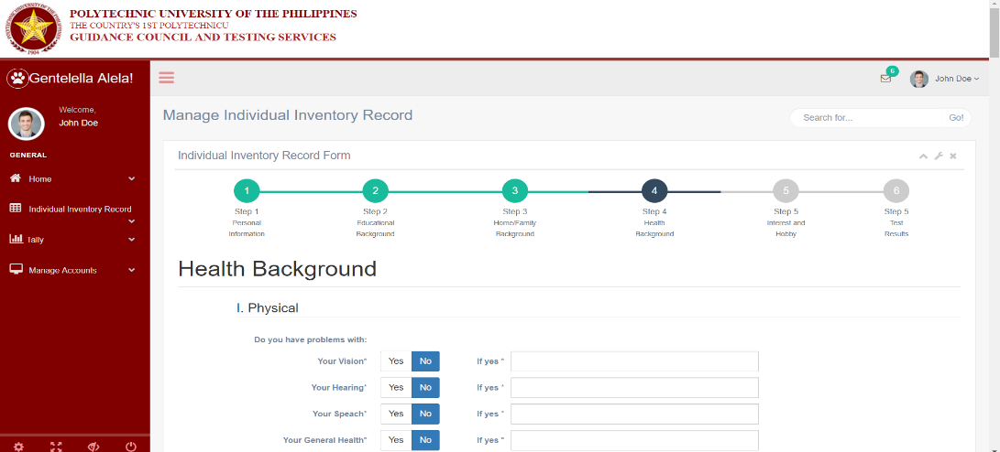 POLYTECHNIC UNIVERSITY OF THE PHILIPPINES
THE COUNTRY'S 1ST POLYTECHNICU
GUIDANCE COUNCIL AND TESTING SERVICES
1904
Gentelella Alela!
6
John Doe
Welcome,
John Doe
Manage Individual Inventory Record
Search for...
Go!
GENERAL
Home
Individual Inventory Record
Tally
Manage Accounts
Individual Inventory Record Form
1
2
3
4
5
6
Step 1
Step 2
Step 3
Step 4
Step 5
Step 5
Personal
Educational
Home/Family
Health
Interest and
Test
Information
Background
Background
Background
Hobby
Results
Health Background
I. Physical
Do you have problems with:
Your Vision* Yes No If yes *
Your Hearing* Yes No If yes *
Your Speach* Yes No If yes *
Your General Health* Yes No If yes *